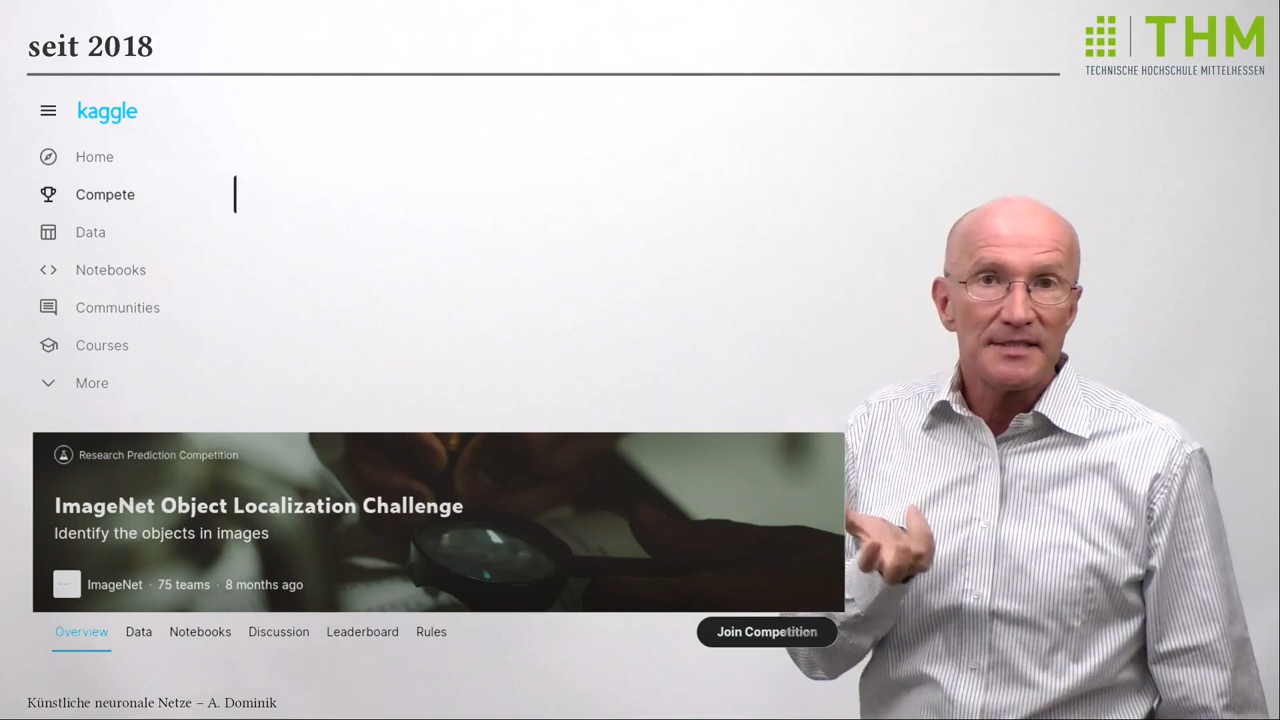 seit 2018
THM
TECHNISCHE HOCHSCHULE MITTELHESSEN
kaggle
Home
Compete
Data
Notebooks
Communities
Courses
More
Research Prediction Competition
ImageNet Object Localization Challenge
Identify the objects in images
ImageNet · 75 teams · 8 months ago
Overview Data Notebooks Discussion Leaderboard Rules
Join Competition
Künstliche neuronale Netze – A. Dominik